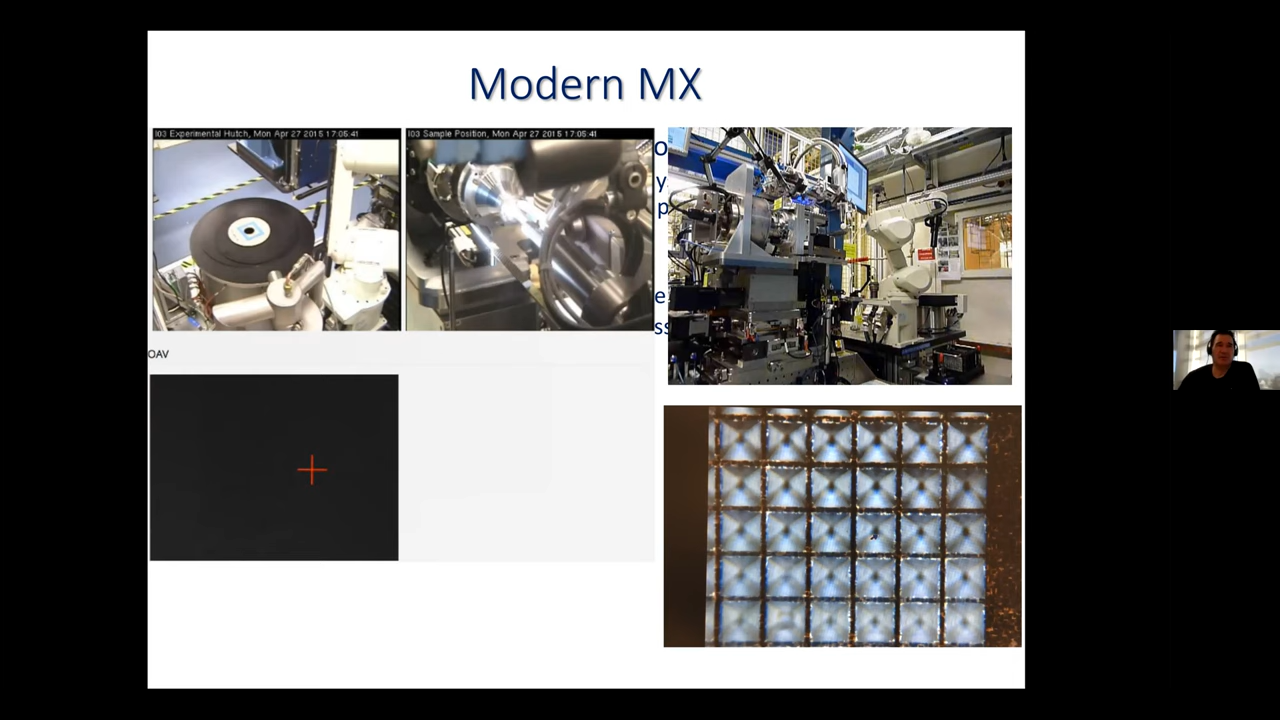 Modern MX
I03 Experimental Hutch, Mon Apr 27 2015 17:05:41
I03 Sample Position, Mon Apr 27 2015 17:05:41
OAV